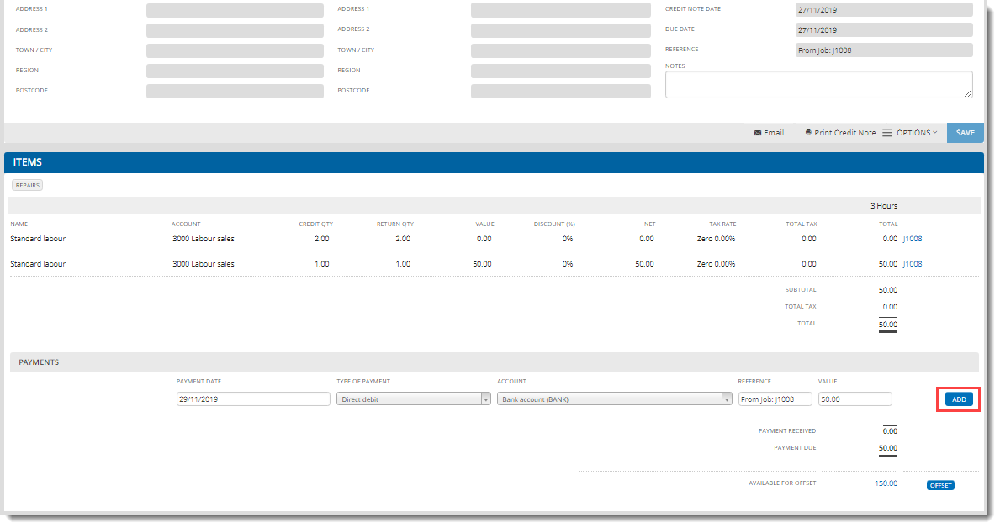 ADDRESS 1 ADDRESS 1 CREDIT NOTE DATE 27/11/2019
ADDRESS 2 ADDRESS 2 DUE DATE 27/11/2019
TOWN / CITY TOWN / CITY REFERENCE From Job: J1008
REGION REGION NOTES
POSTCODE POSTCODE
Email Print Credit Note OPTIONS SAVE
ITEMS
REPAIRS
3 Hours
NAME ACCOUNT CREDIT QTY RETURN QTY VALUE DISCOUNT (%) NET TAX RATE TOTAL TAX TOTAL
Standard labour 3000 Labour sales 2.00 2.00 0.00 0% 0.00 Zero 0.00% 0.00 0.00 J1008
Standard labour 3000 Labour sales 1.00 1.00 50.00 0% 50.00 Zero 0.00% 0.00 50.00 J1008
SUBTOTAL 50.00
TOTAL TAX 0.00
TOTAL 50.00
PAYMENTS
PAYMENT DATE TYPE OF PAYMENT ACCOUNT REFERENCE VALUE
29/11/2019 Direct debit Bank account (BANK) From Job: J1008 50.00 ADD
PAYMENT RECEIVED 0.00
PAYMENT DUE 50.00
AVAILABLE FOR OFFSET 150.00 OFFSET